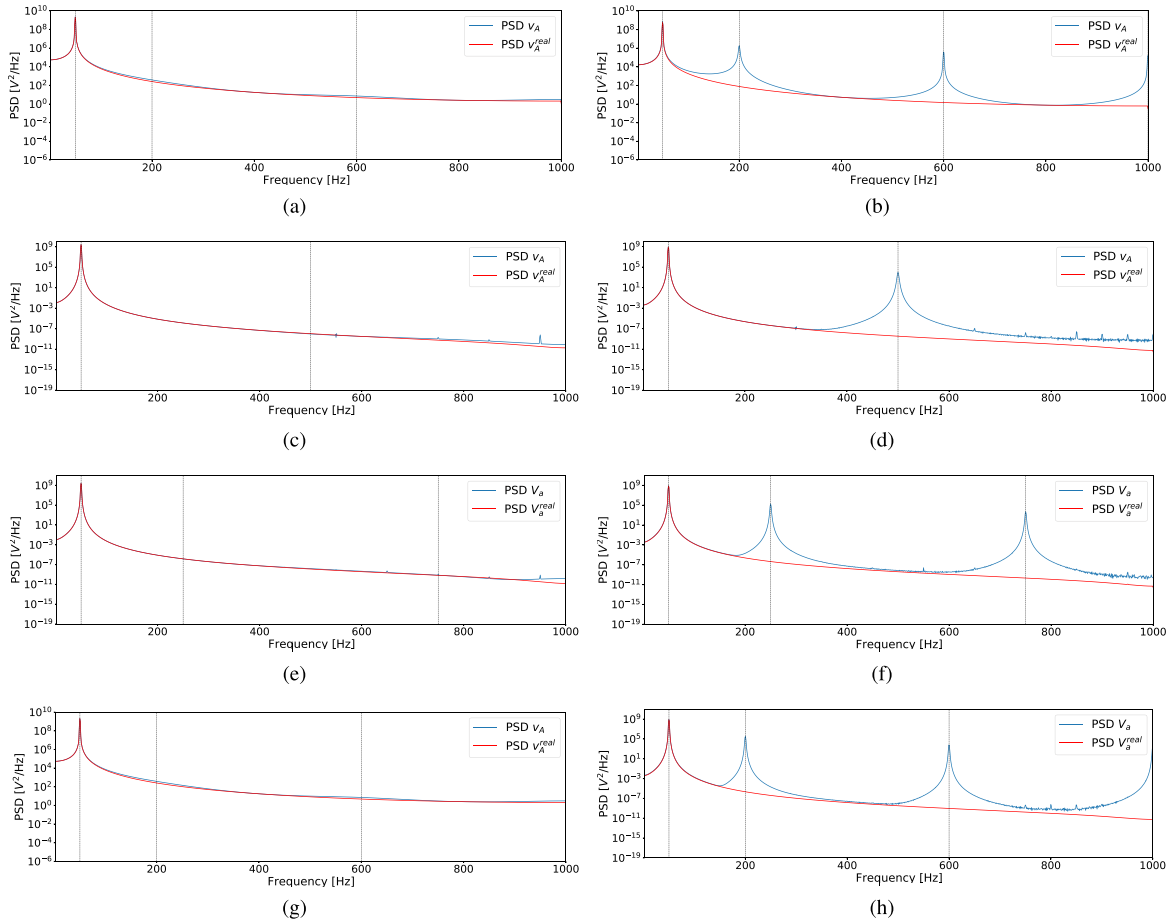 PSD v_A
PSD v_A^real
PSD [V²/Hz]
10^10
10^8
10^6
10^4
10^2
10^0
10^−2
10^−4
10^−6
200 400 600 800 1000
Frequency [Hz]
(a)
PSD v_A
PSD v_A^real
PSD [V²/Hz]
10^10
10^8
10^6
10^4
10^2
10^0
10^−2
10^−4
10^−6
200 400 600 800 1000
Frequency [Hz]
(b)
PSD v_A
PSD v_A^real
PSD [V²/Hz]
10^9
10^5
10^1
10^−3
10^−7
10^−11
10^−15
10^−19
200 400 600 800 1000
Frequency [Hz]
(c)
PSD v_A
PSD v_A^real
PSD [V²/Hz]
10^9
10^5
10^1
10^−3
10^−7
10^−11
10^−15
10^−19
200 400 600 800 1000
Frequency [Hz]
(d)
PSD V_a
PSD V_a^real
PSD [V²/Hz]
10^9
10^5
10^1
10^−3
10^−7
10^−11
10^−15
10^−19
200 400 600 800 1000
Frequency [Hz]
(e)
PSD V_a
PSD V_a^real
PSD [V²/Hz]
10^9
10^5
10^1
10^−3
10^−7
10^−11
10^−15
10^−19
200 400 600 800 1000
Frequency [Hz]
(f)
PSD v_A
PSD v_A^real
PSD [V²/Hz]
10^10
10^8
10^6
10^4
10^2
10^0
10^−2
10^−4
10^−6
200 400 600 800 1000
Frequency [Hz]
(g)
PSD V_a
PSD V_a^real
PSD [V²/Hz]
10^9
10^5
10^1
10^−3
10^−7
10^−11
10^−15
10^−19
200 400 600 800 1000
Frequency [Hz]
(h)